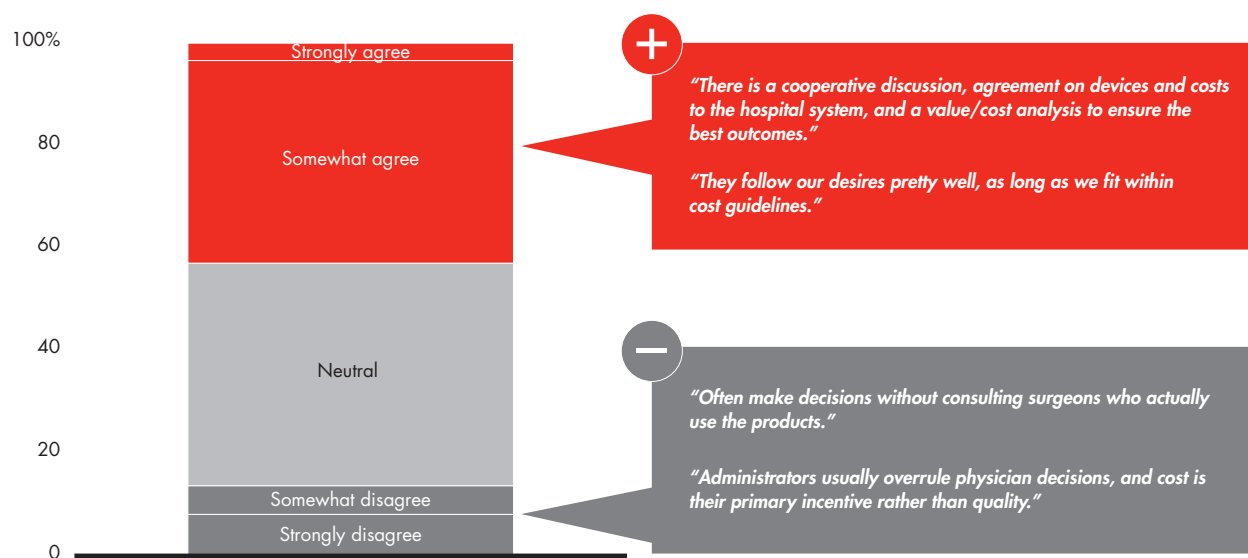 100%
80
60
40
20
0
Strongly agree
Somewhat agree
Neutral
Somewhat disagree
Strongly disagree
+
“There is a cooperative discussion, agreement on devices and costs
to the hospital system, and a value/cost analysis to ensure the
best outcomes.”
“They follow our desires pretty well, as long as we fit within
cost guidelines.”
–
“Often make decisions without consulting surgeons who actually
use the products.”
“Administrators usually overrule physician decisions, and cost is
their primary incentive rather than quality.”